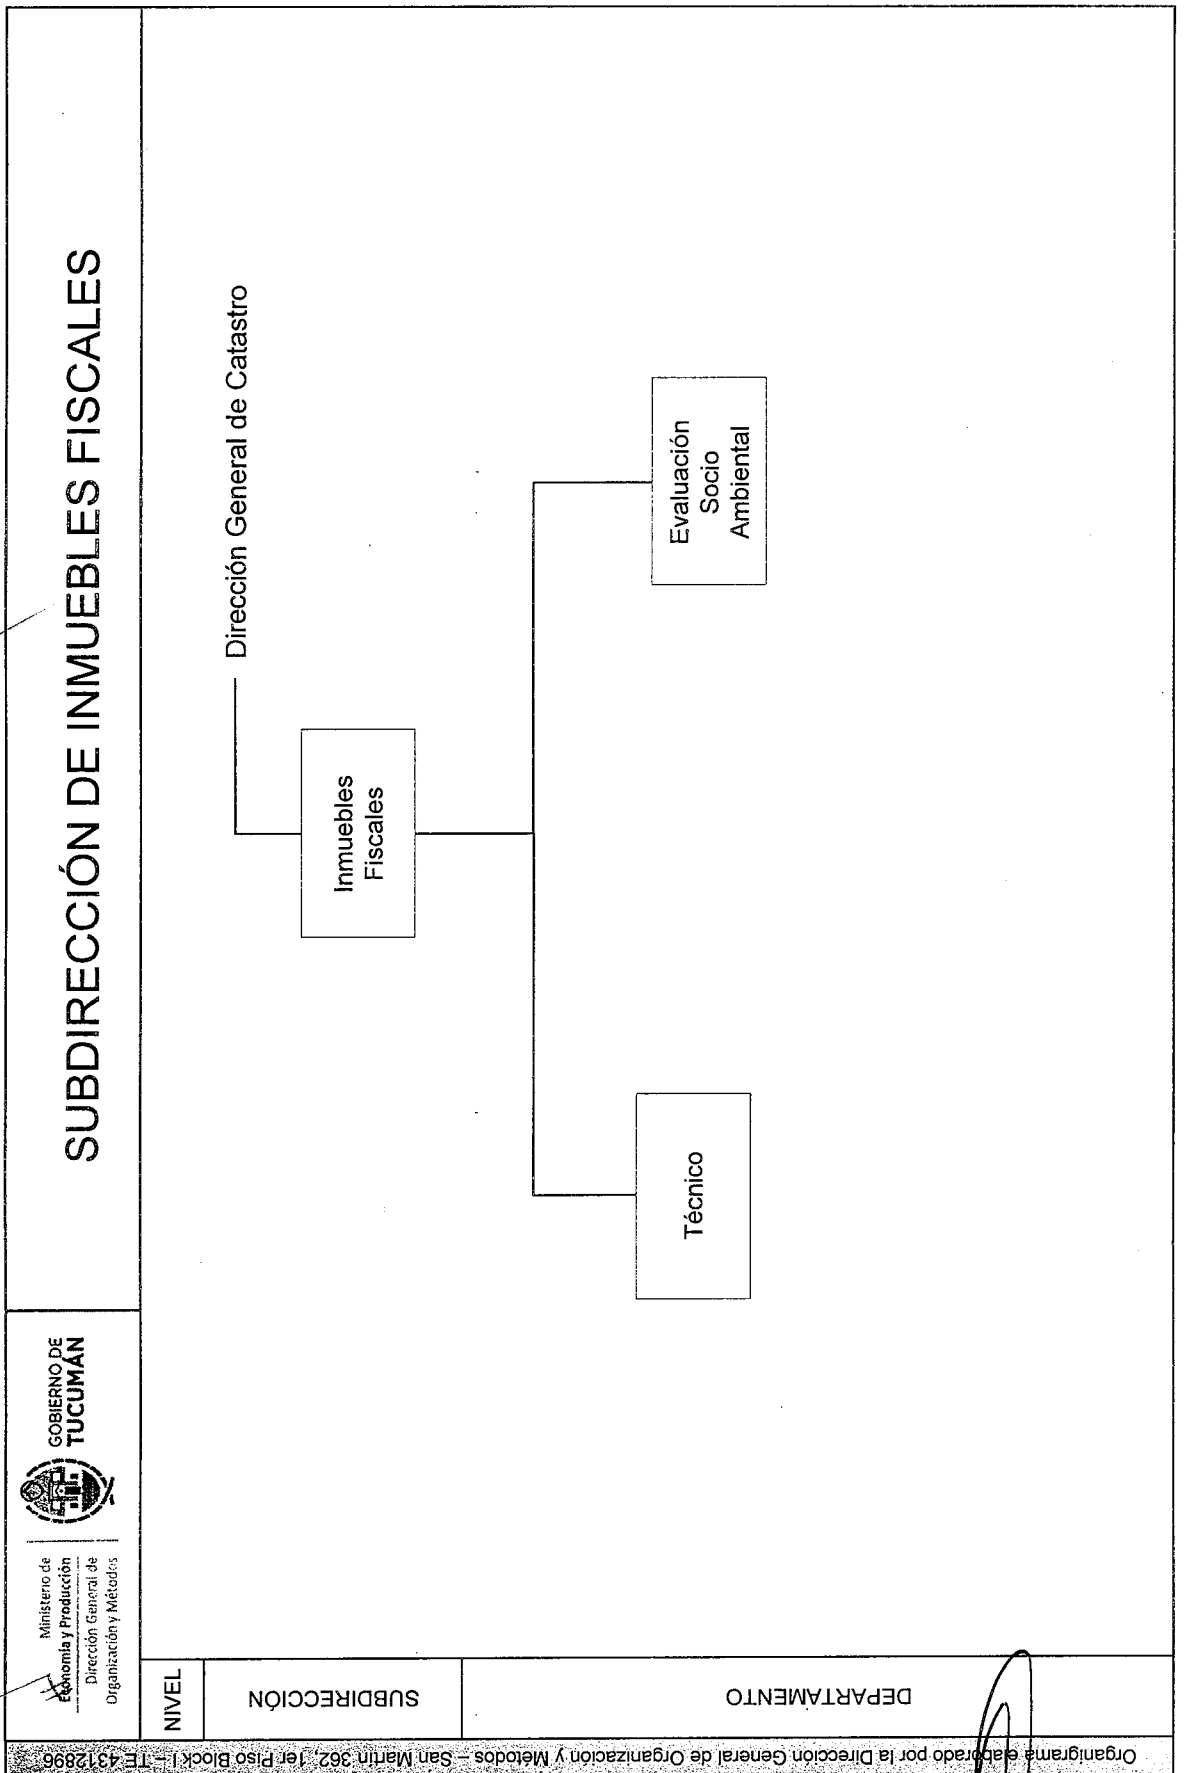 Ministerio de
Economía y Producción
Dirección General de
Organización y Métodos
GOBIERNO DE
TUCUMÁN
SUBDIRECCIÓN DE INMUEBLES FISCALES
NIVEL
SUBDIRECCIÓN
DEPARTAMENTO
Dirección General de Catastro
Inmuebles
Fiscales
Técnico
Evaluación
Socio
Ambiental
Organigrama elaborado por la Dirección General de Organización y Métodos – San Martín 362, 1er Piso Block I – TE 4312896